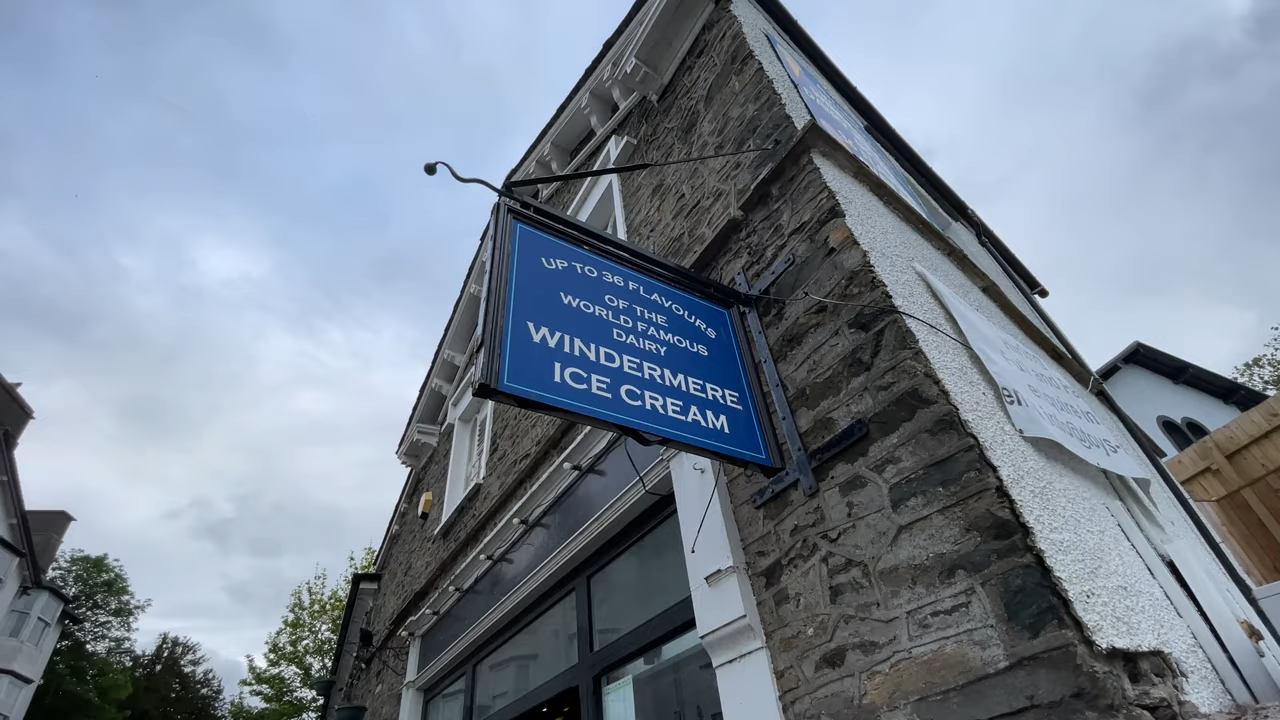 UP TO 36 FLAVOURS
OF THE
WORLD FAMOUS
DAIRY
WINDERMERE
ICE CREAM